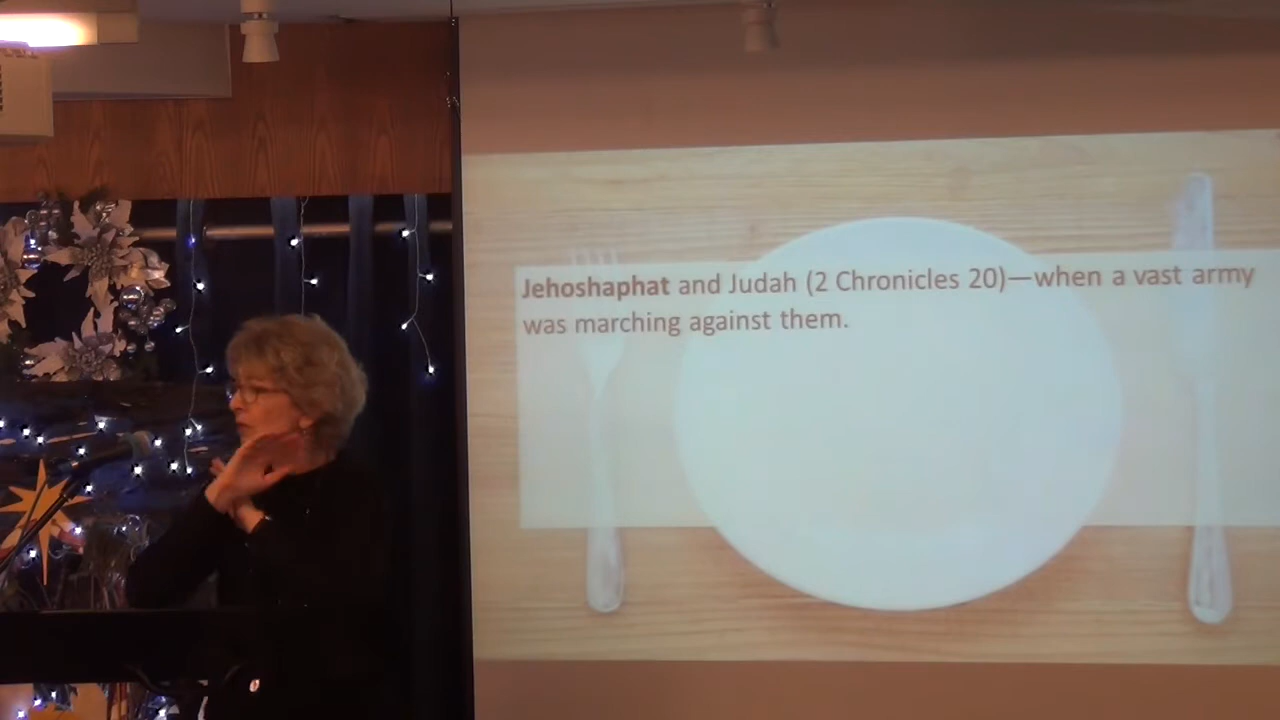 Jehoshaphat and Judah (2 Chronicles 20)—when a vast army
was marching against them.